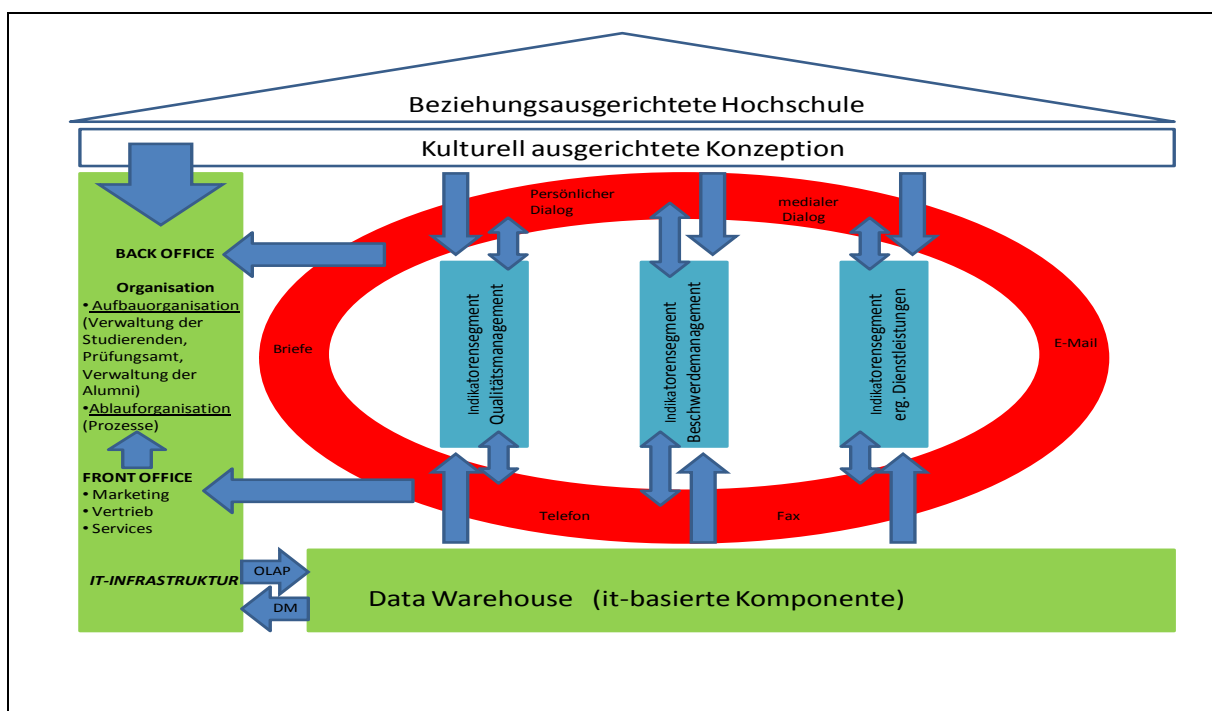 Beziehungsausgerichtete Hochschule
Kulturell ausgerichtete Konzeption
BACK OFFICE
Organisation
• Aufbauorganisation
(Verwaltung der
Studierenden,
Prüfungsamt,
Verwaltung der
Alumni)
• Ablauforganisation
(Prozesse)
FRONT OFFICE
• Marketing
• Vertrieb
• Services
IT-INFRASTRUKTUR
Persönlicher
Dialog
medialer
Dialog
Briefe
E-Mail
Indikatorensegment
Qualitätsmanagement
Indikatorensegment
Beschwerdemanagement
Indikatorensegment
erg. Dienstleistungen
Telefon
Fax
OLAP
DM
Data Warehouse (it-basierte Komponente)